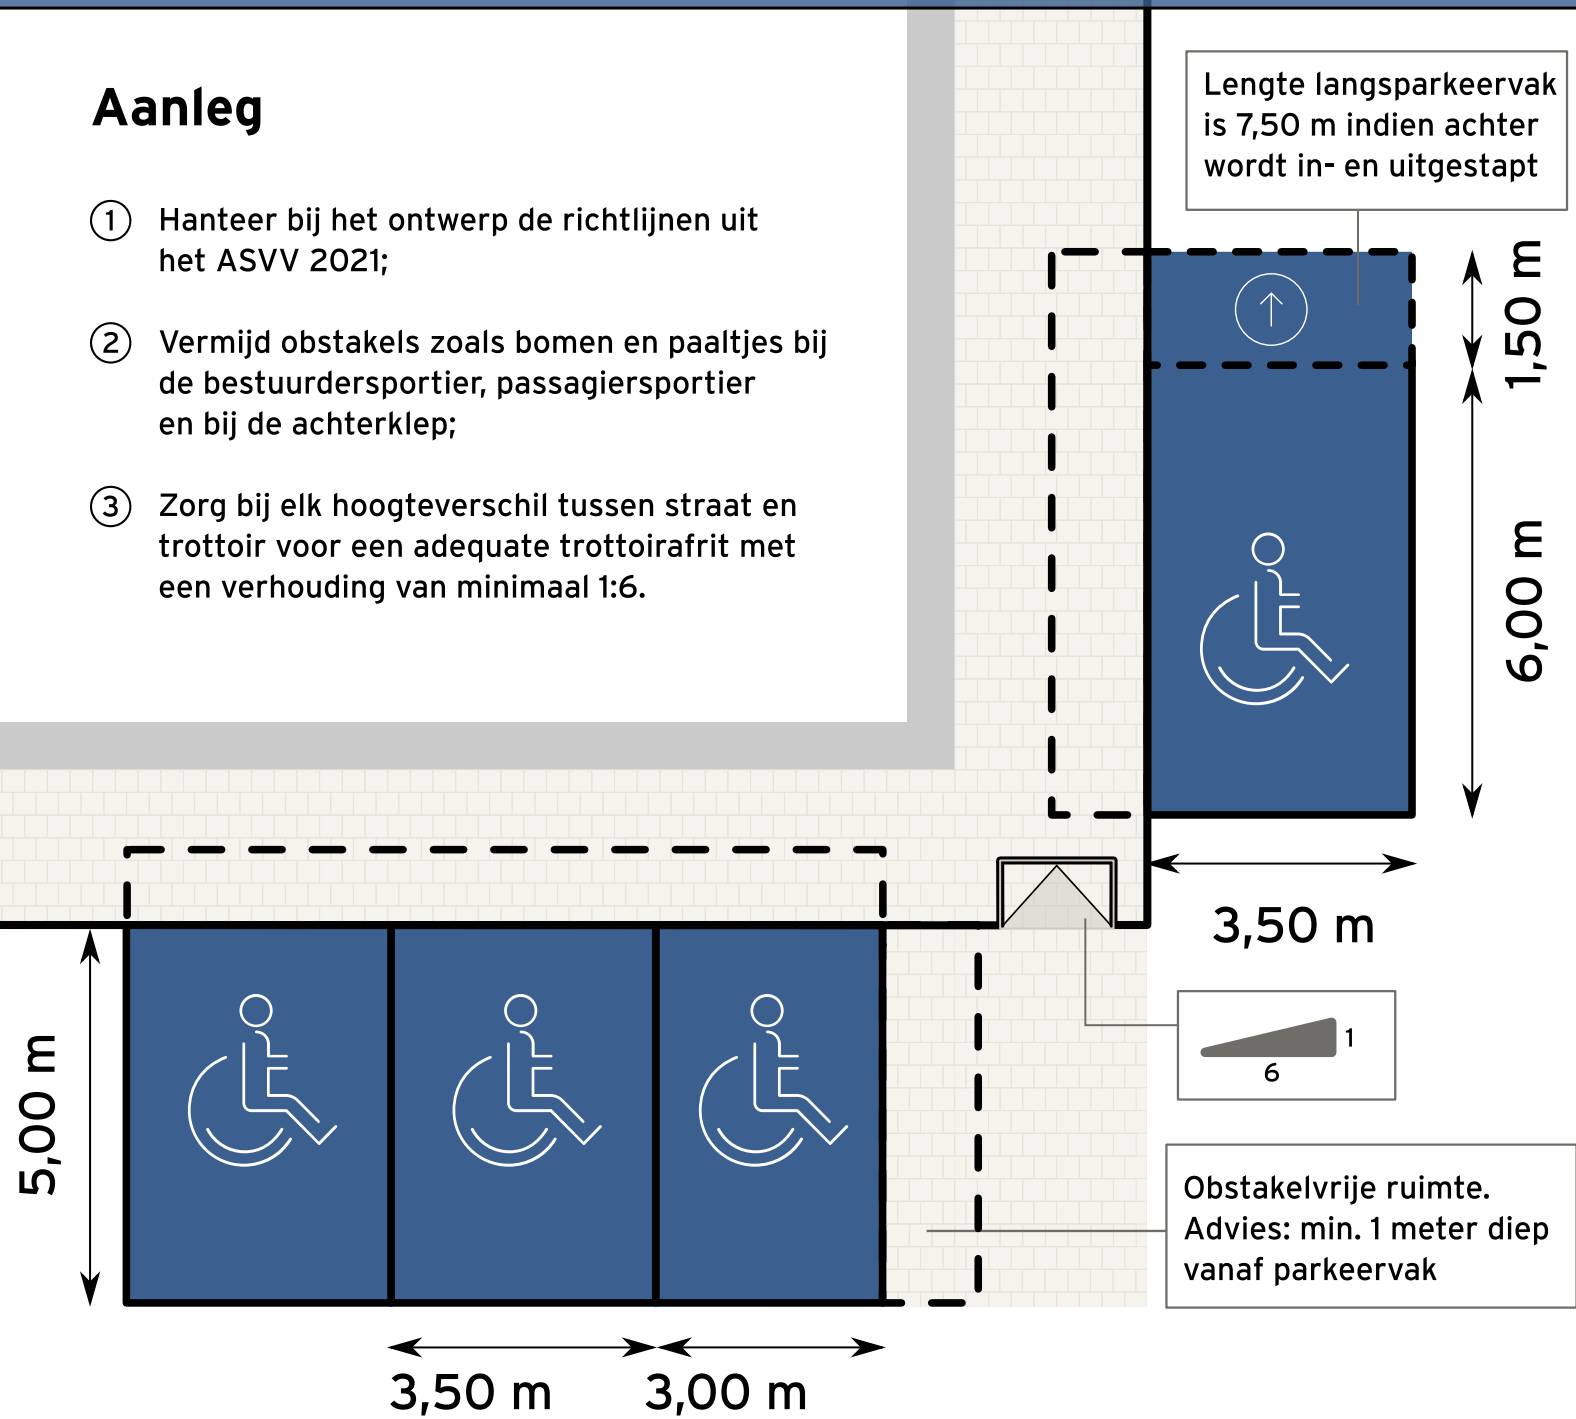 Aanleg
1 Hanteer bij het ontwerp de richtlijnen uit
het ASVV 2021;
2 Vermijd obstakels zoals bomen en paaltjes bij
de bestuurdersportier, passagiersportier
en bij de achterklep;
3 Zorg bij elk hoogteverschil tussen straat en
trottoir voor een adequate trottoirafrit met
een verhouding van minimaal 1:6.
Lengte langsparkeervak
is 7,50 m indien achter
wordt in- en uitgestapt
1,50 m
6,00 m
3,50 m
1
6
Obstakelvrije ruimte.
Advies: min. 1 meter diep
vanaf parkeervak
5,00 m
3,50 m
3,00 m